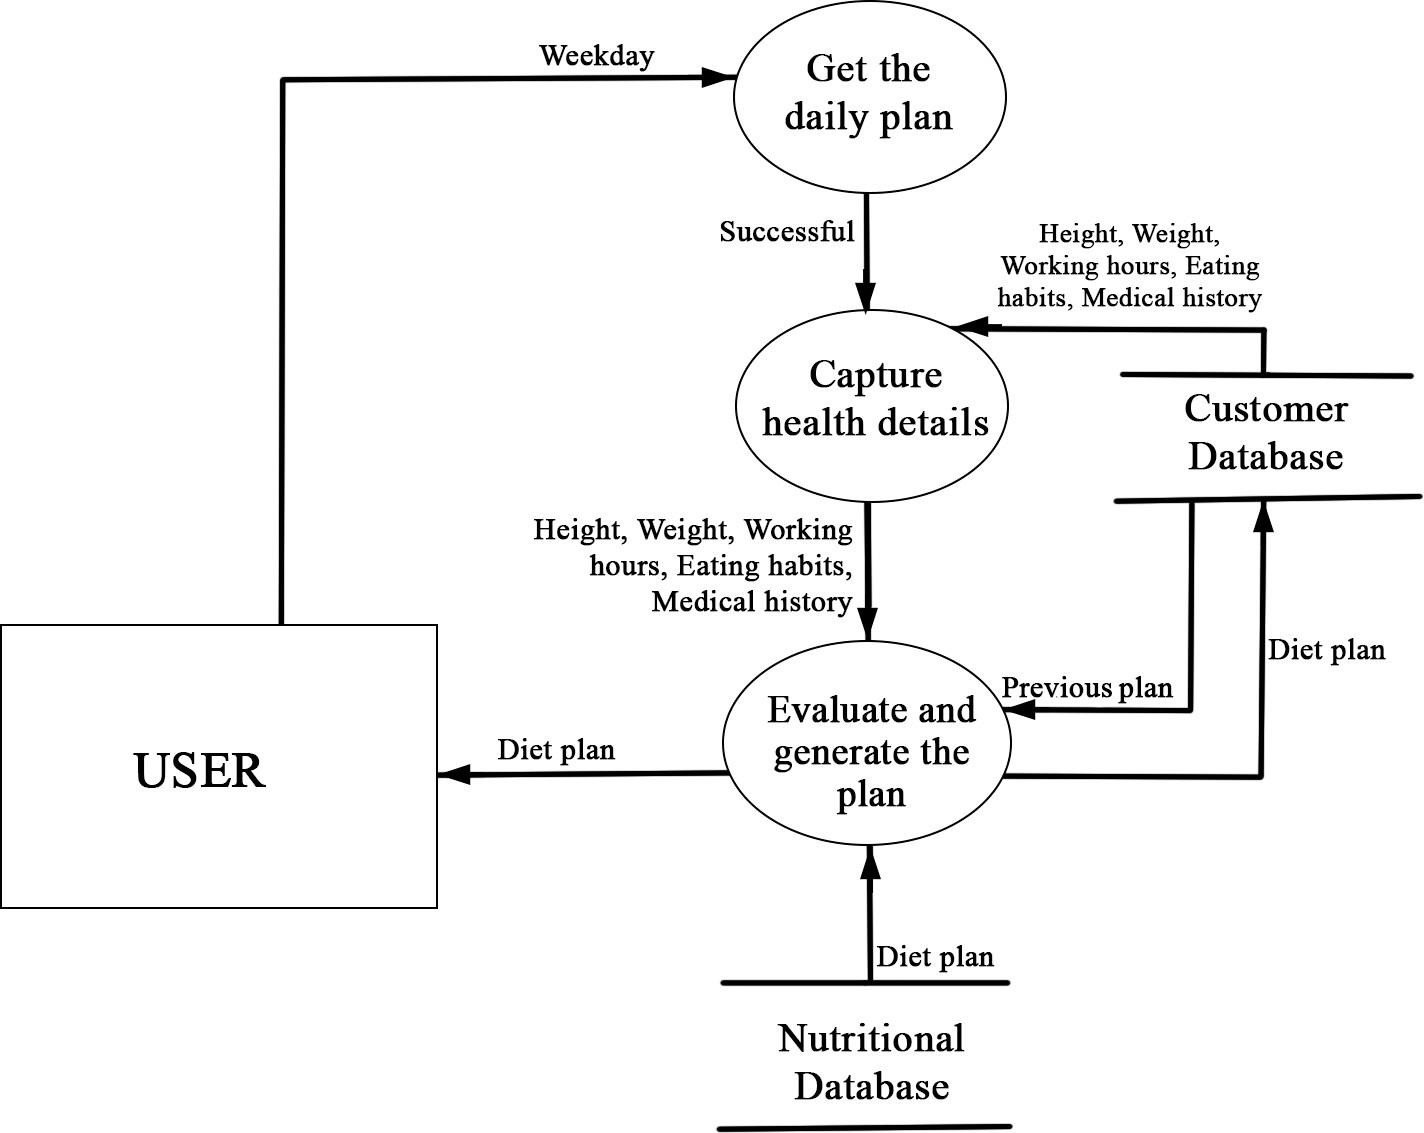 Weekday
Get the
daily plan
Successful
Height, Weight,
Working hours, Eating
habits, Medical history
Capture
health details
Customer
Database
Height, Weight, Working
hours, Eating habits,
Medical history
Diet plan
Previous plan
Evaluate and
generate the
plan
Diet plan
USER
Diet plan
Nutritional
Database